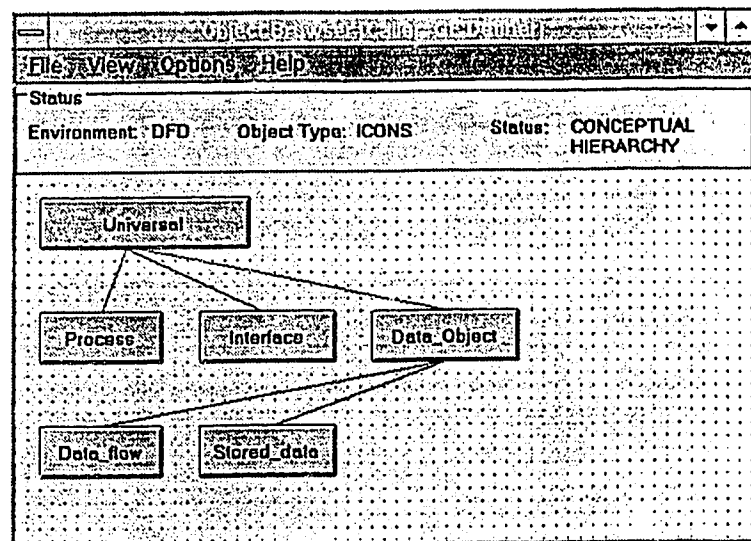 File View Options Help
Status
Environment: DFD Object Type: ICONS Status: CONCEPTUAL
HIERARCHY
Universal
Process Interface Data_Object
Data_flow Stored_data